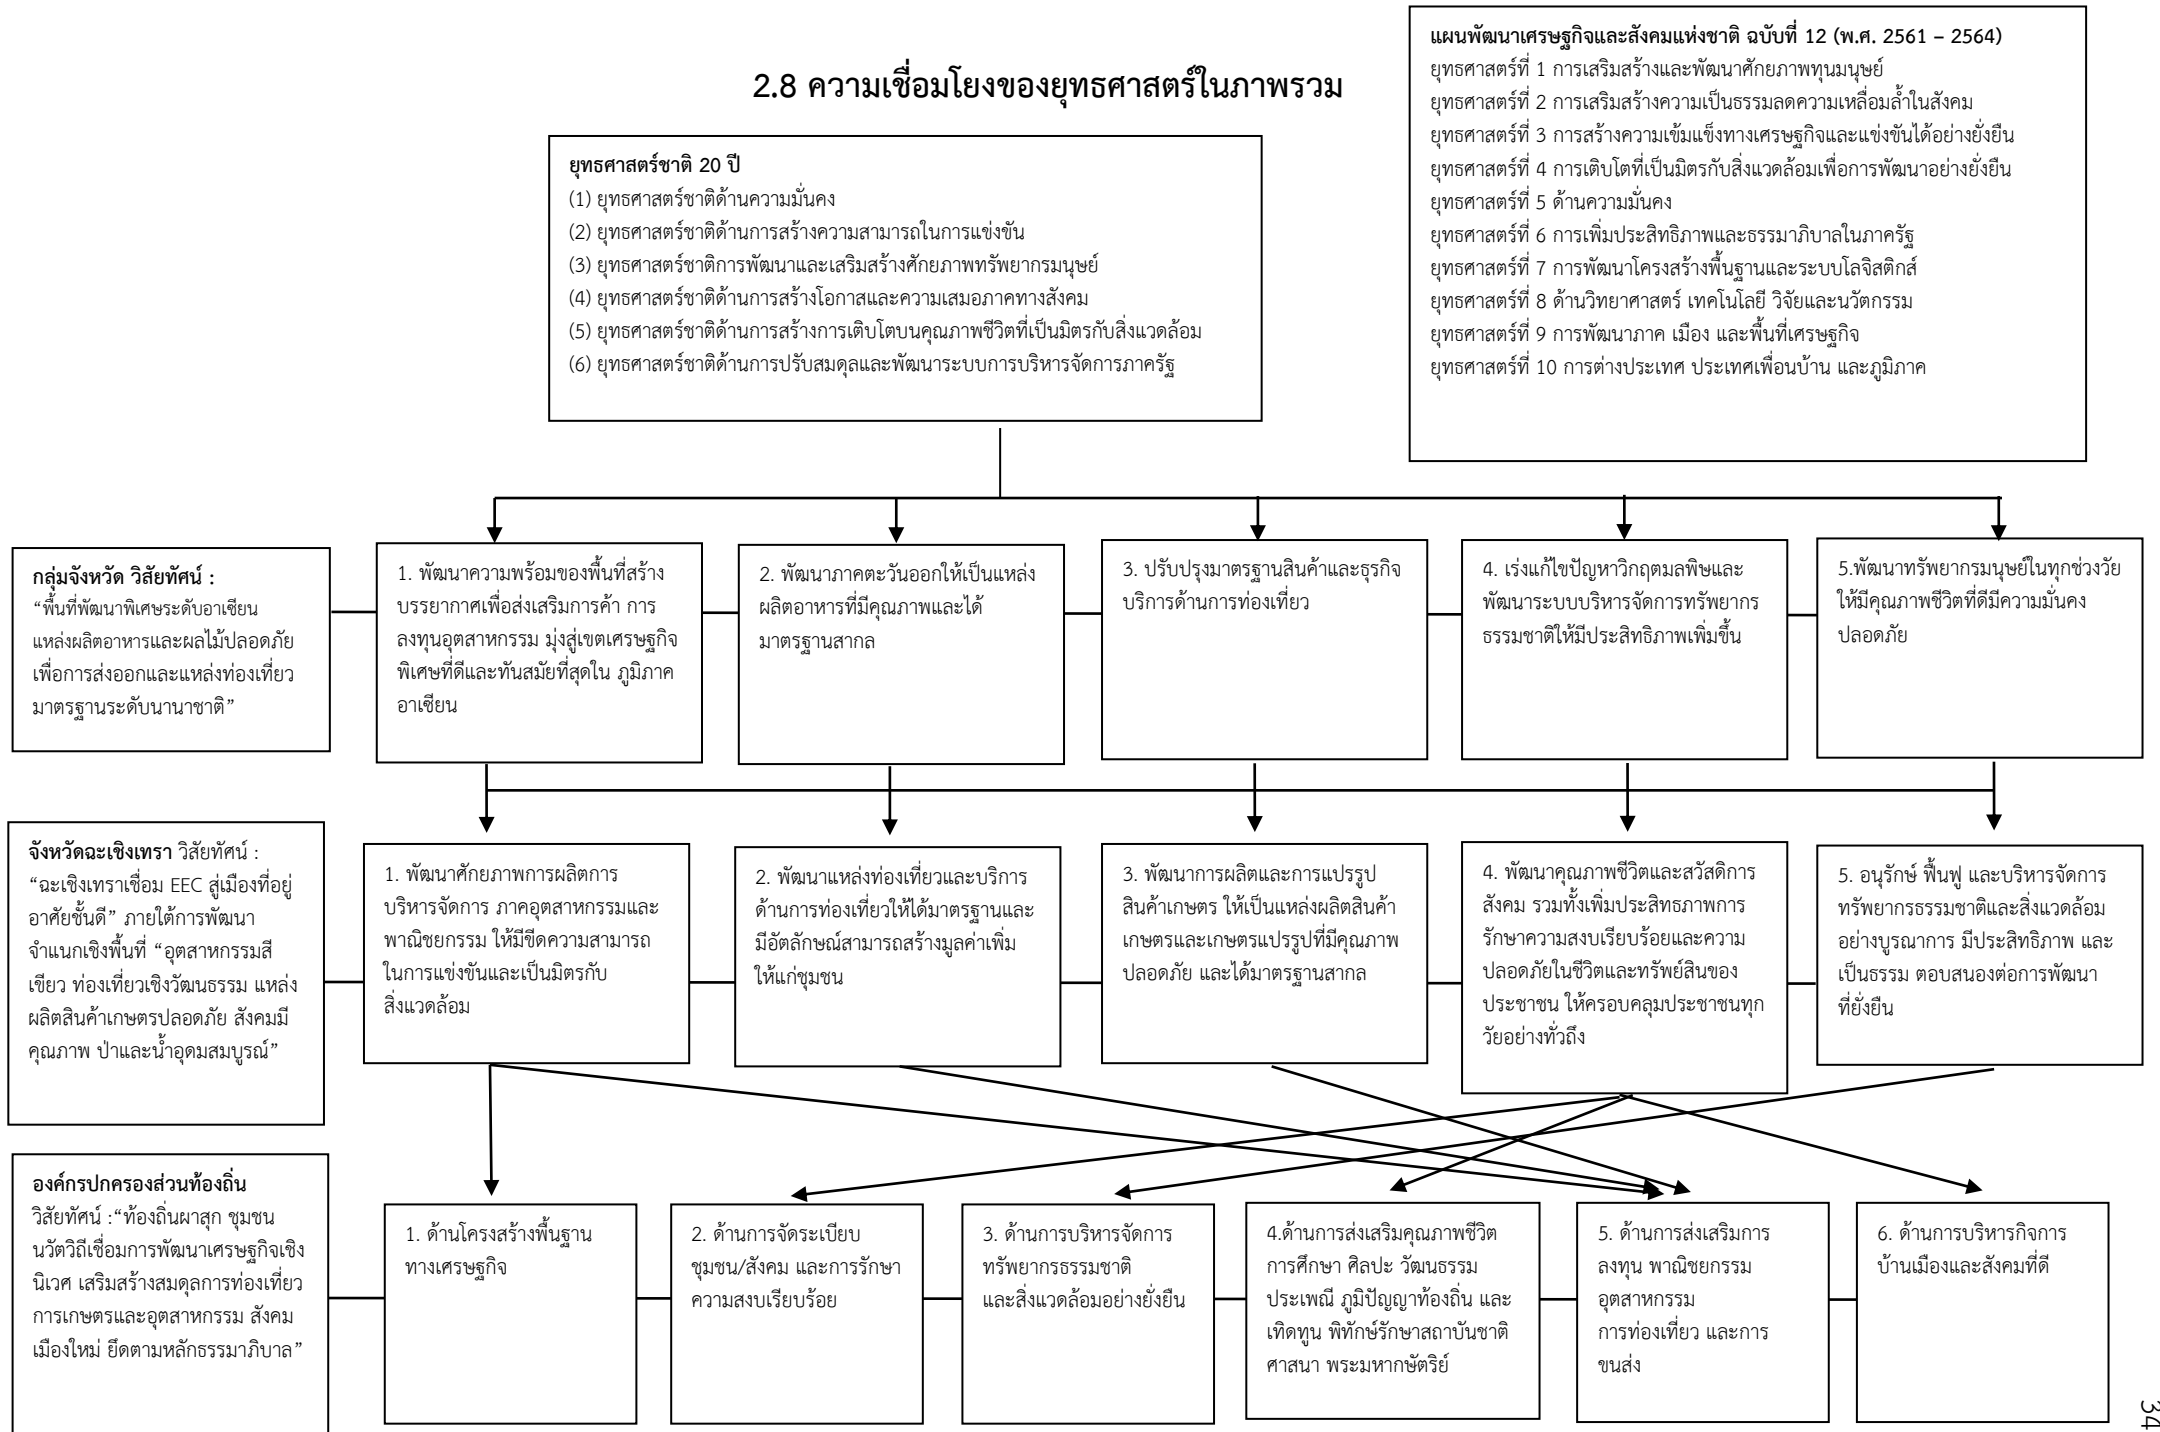 2.8 ความเชื่อมโยงของยุทธศาสตร์ในภาพรวม
แผนพัฒนาเศรษฐกิจและสังคมแห่งชาติ ฉบับที่ 12 (พ.ศ. 2561 – 2564)
ยุทธศาสตร์ที่ 1 การเสริมสร้างและพัฒนาศักยภาพทุนมนุษย์
ยุทธศาสตร์ที่ 2 การเสริมสร้างความเป็นธรรมลดความเหลื่อมล้ำในสังคม
ยุทธศาสตร์ที่ 3 การสร้างความเข้มแข็งทางเศรษฐกิจและแข่งขันได้อย่างยั่งยืน
ยุทธศาสตร์ที่ 4 การเติบโตที่เป็นมิตรกับสิ่งแวดล้อมเพื่อการพัฒนาอย่างยั่งยืน
ยุทธศาสตร์ที่ 5 ด้านความมั่นคง
ยุทธศาสตร์ที่ 6 การเพิ่มประสิทธิภาพและธรรมาภิบาลในภาครัฐ
ยุทธศาสตร์ที่ 7 การพัฒนาโครงสร้างพื้นฐานและระบบโลจิสติกส์
ยุทธศาสตร์ที่ 8 ด้านวิทยาศาสตร์ เทคโนโลยี วิจัยและนวัตกรรม
ยุทธศาสตร์ที่ 9 การพัฒนาภาค เมือง และพื้นที่เศรษฐกิจ
ยุทธศาสตร์ที่ 10 การต่างประเทศ ประเทศเพื่อนบ้าน และภูมิภาค
ยุทธศาสตร์ชาติ 20 ปี
(1) ยุทธศาสตร์ชาติด้านความมั่นคง
(2) ยุทธศาสตร์ชาติด้านการสร้างความสามารถในการแข่งขัน
(3) ยุทธศาสตร์ชาติการพัฒนาและเสริมสร้างศักยภาพทรัพยากรมนุษย์
(4) ยุทธศาสตร์ชาติด้านการสร้างโอกาสและความเสมอภาคทางสังคม
(5) ยุทธศาสตร์ชาติด้านการสร้างการเติบโตบนคุณภาพชีวิตที่เป็นมิตรกับสิ่งแวดล้อม
(6) ยุทธศาสตร์ชาติด้านการปรับสมดุลและพัฒนาระบบการบริหารจัดการภาครัฐ
กลุ่มจังหวัด วิสัยทัศน์ :
“พื้นที่พัฒนาพิเศษระดับอาเซียน
แหล่งผลิตอาหารและผลไม้ปลอดภัย
เพื่อการส่งออกและแหล่งท่องเที่ยว
มาตรฐานระดับนานาชาติ”
1. พัฒนาความพร้อมของพื้นที่สร้าง
บรรยากาศเพื่อส่งเสริมการค้า การ
ลงทุนอุตสาหกรรม มุ่งสู่เขตเศรษฐกิจ
พิเศษที่ดีและทันสมัยที่สุดใน ภูมิภาค
อาเซียน
2. พัฒนาภาคตะวันออกให้เป็นแหล่ง
ผลิตอาหารที่มีคุณภาพและได้
มาตรฐานสากล
3. ปรับปรุงมาตรฐานสินค้าและธุรกิจ
บริการด้านการท่องเที่ยว
4. เร่งแก้ไขปัญหาวิกฤตมลพิษและ
พัฒนาระบบบริหารจัดการทรัพยากร
ธรรมชาติให้มีประสิทธิภาพเพิ่มขึ้น
5.พัฒนาทรัพยากรมนุษย์ในทุกช่วงวัย
ให้มีคุณภาพชีวิตที่ดีมีความมั่นคง
ปลอดภัย
จังหวัดฉะเชิงเทรา วิสัยทัศน์ :
“ฉะเชิงเทราเชื่อม EEC สู่เมืองที่อยู่
อาศัยชั้นดี” ภายใต้การพัฒนา
จำแนกเชิงพื้นที่ “อุตสาหกรรมสี
เขียว ท่องเที่ยวเชิงวัฒนธรรม แหล่ง
ผลิตสินค้าเกษตรปลอดภัย สังคมมี
คุณภาพ ป่าและน้ำอุดมสมบูรณ์”
1. พัฒนาศักยภาพการผลิตการ
บริหารจัดการ ภาคอุตสาหกรรมและ
พาณิชยกรรม ให้มีขีดความสามารถ
ในการแข่งขันและเป็นมิตรกับ
สิ่งแวดล้อม
2. พัฒนาแหล่งท่องเที่ยวและบริการ
ด้านการท่องเที่ยวให้ได้มาตรฐานและ
มีอัตลักษณ์สามารถสร้างมูลค่าเพิ่ม
ให้แก่ชุมชน
3. พัฒนาการผลิตและการแปรรูป
สินค้าเกษตร ให้เป็นแหล่งผลิตสินค้า
เกษตรและเกษตรแปรรูปที่มีคุณภาพ
ปลอดภัย และได้มาตรฐานสากล
4. พัฒนาคุณภาพชีวิตและสวัสดิการ
สังคม รวมทั้งเพิ่มประสิทธภาพการ
รักษาความสงบเรียบร้อยและความ
ปลอดภัยในชีวิตและทรัพย์สินของ
ประชาชน ให้ครอบคลุมประชาชนทุก
วัยอย่างทั่วถึง
5. อนุรักษ์ ฟื้นฟู และบริหารจัดการ
ทรัพยากรธรรมชาติและสิ่งแวดล้อม
อย่างบูรณาการ มีประสิทธิภาพ และ
เป็นธรรม ตอบสนองต่อการพัฒนา
ที่ยั่งยืน
องค์กรปกครองส่วนท้องถิ่น
วิสัยทัศน์ :“ท้องถิ่นผาสุก ชุมชน
นวัตวิถีเชื่อมการพัฒนาเศรษฐกิจเชิง
นิเวศ เสริมสร้างสมดุลการท่องเที่ยว
การเกษตรและอุตสาหกรรม สังคม
เมืองใหม่ ยึดตามหลักธรรมาภิบาล”
1. ด้านโครงสร้างพื้นฐาน
ทางเศรษฐกิจ
2. ด้านการจัดระเบียบ
ชุมชน/สังคม และการรักษา
ความสงบเรียบร้อย
3. ด้านการบริหารจัดการ
ทรัพยากรธรรมชาติ
และสิ่งแวดล้อมอย่างยั่งยืน
4.ด้านการส่งเสริมคุณภาพชีวิต
การศึกษา ศิลปะ วัฒนธรรม
ประเพณี ภูมิปัญญาท้องถิ่น และ
เทิดทูน พิทักษ์รักษาสถาบันชาติ
ศาสนา พระมหากษัตริย์
5. ด้านการส่งเสริมการ
ลงทุน พาณิชยกรรม
อุตสาหกรรม
การท่องเที่ยว และการ
ขนส่ง
6. ด้านการบริหารกิจการ
บ้านเมืองและสังคมที่ดี
34